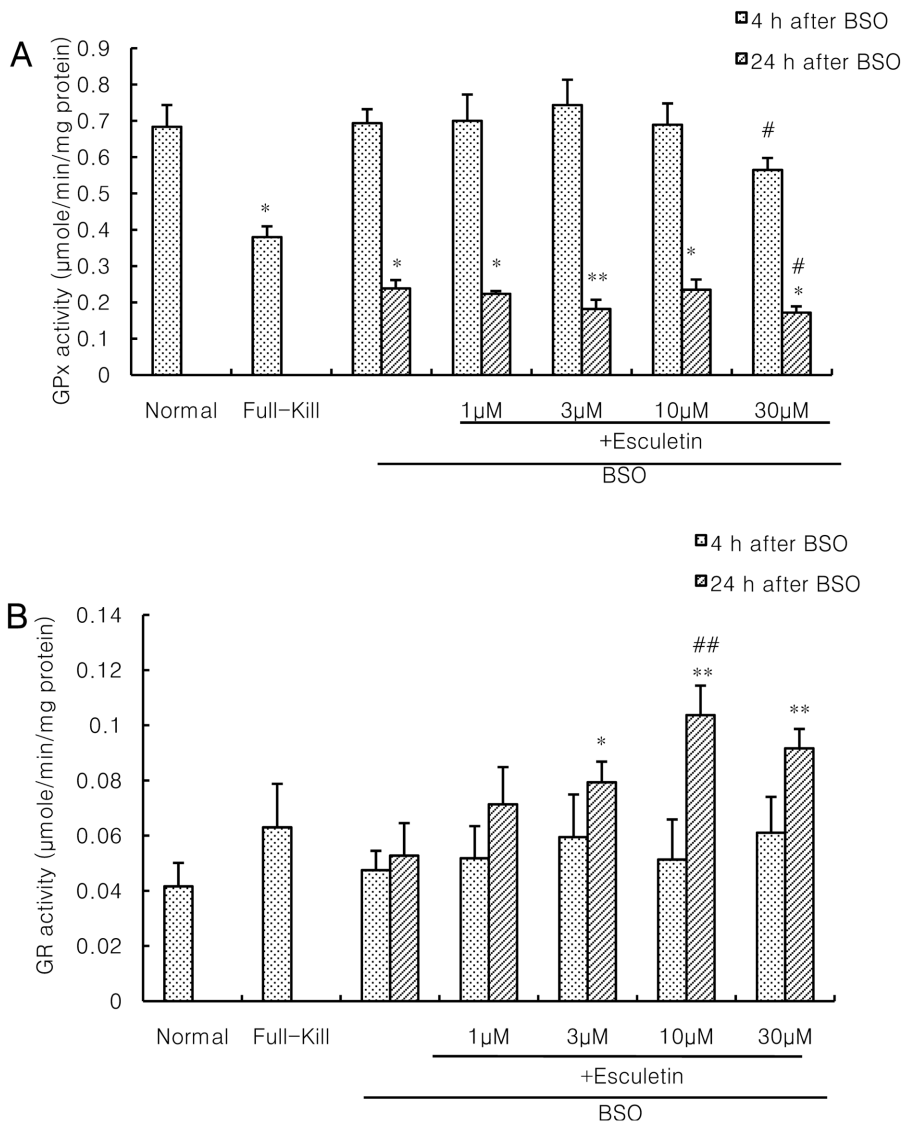 A
4 h after BSO
24 h after BSO
GPx activity (μmole/min/mg protein)
0.9
0.8
0.7
0.6
0.5
0.4
0.3
0.2
0.1
0
*
*
*
**
*
#
#
*
Normal Full-Kill 1μM 3μM 10μM 30μM
+Esculetin
BSO
B
4 h after BSO
24 h after BSO
GR activity (μmole/min/mg protein)
0.14
0.12
0.1
0.08
0.06
0.04
0.02
0
*
##
**
**
Normal Full-Kill 1μM 3μM 10μM 30μM
+Esculetin
BSO